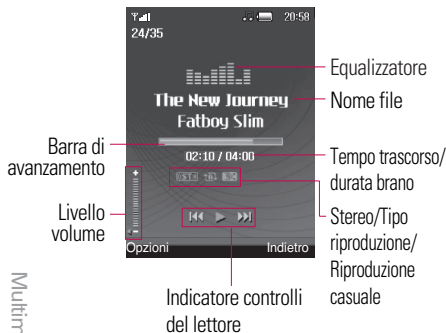 20:58
24/35
Equalizzatore
The New Journey
Nome file
Fatboy Slim
Barra di
avanzamento
02:10 / 04:00
Tempo trascorso/
durata brano
Livello
volume
Stereo/Tipo
riproduzione/
Riproduzione
casuale
Opzioni
Indietro
Indicatore controlli
del lettore